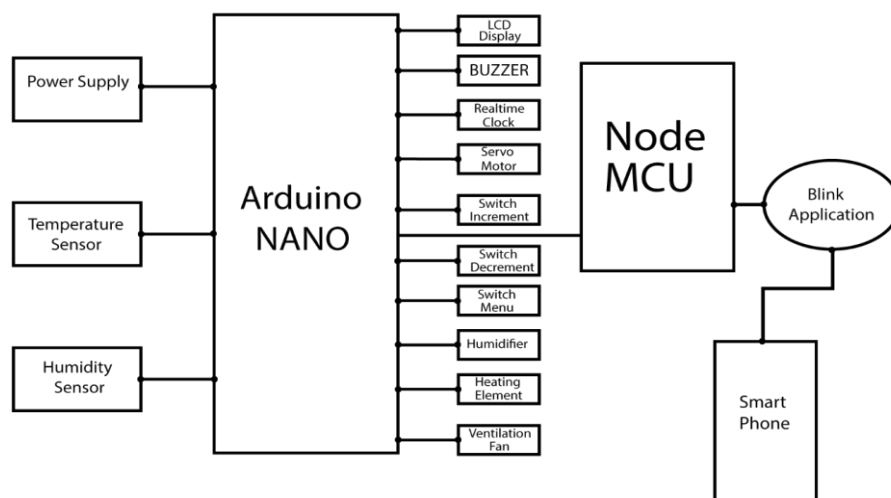 Power Supply
Temperature
Sensor
Humidity
Sensor
Arduino
NANO
LCD
Display
BUZZER
Realtime
Clock
Servo
Motor
Switch
Increment
Switch
Decrement
Switch
Menu
Humidifier
Heating
Element
Ventilation
Fan
Node
MCU
Blink
Application
Smart
Phone